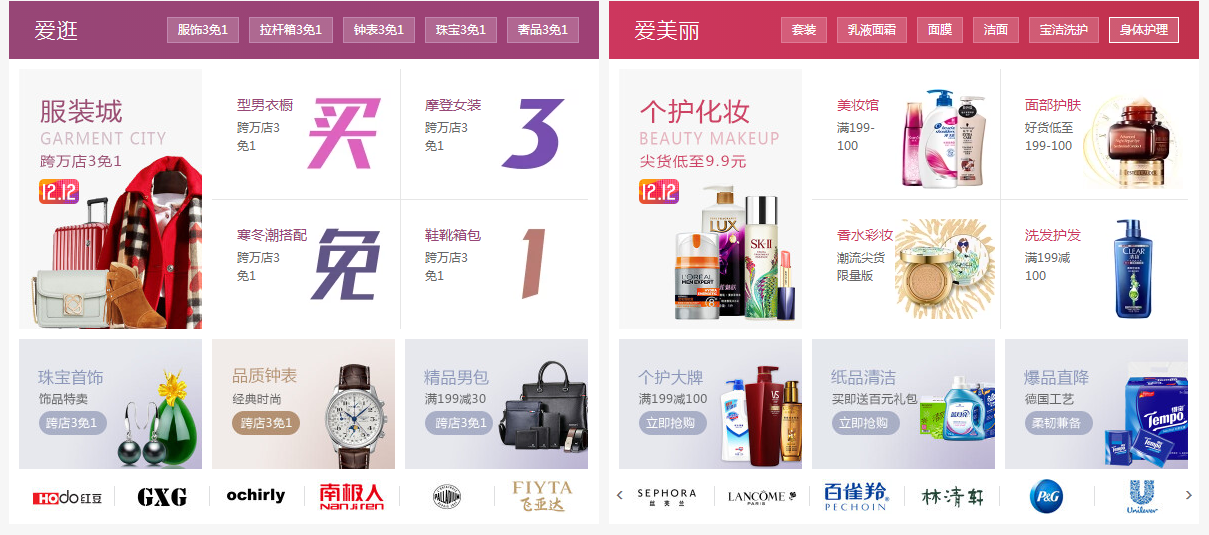 爱逛
服饰3免1
拉杆箱3免1
钟表3免1
珠宝3免1
奢品3免1
服装城
GARMENT CITY
跨万店3免1
12.12
型男衣橱
跨万店3
免1
买
摩登女装
跨万店3
免1
3
寒冬潮搭配
跨万店3
免1
免
鞋靴箱包
跨万店3
免1
1
珠宝首饰
饰品特卖
跨店3免1
品质钟表
经典时尚
跨店3免1
精品男包
满199减30
跨店3免1
HOdo红豆
GXG
ochirly
南极人
Nanjiren
PALLADIUM
FIYTA
飞亚达
爱美丽
套装
乳液面霜
面膜
洁面
宝洁洗护
身体护理
个护化妆
BEAUTY MAKEUP
尖货低至9.9元
12.12
LUX
SK-II
L'ORÉAL
MEN EXPERT
美妆馆
满199-
100
面部护肤
好货低至
199-100
香水彩妆
潮流尖货
限量版
洗发护发
满199减
100
CLEAR
个护大牌
满199减100
立即抢购
VS
纸品清洁
买即送百元礼包
立即抢购
爆品直降
德国工艺
柔韧兼备
Tempo
Tempo
SEPHORA
丝芙兰
LANCÔME
PARIS
百雀羚
PECHOIN
林清轩
P&G
Unilever